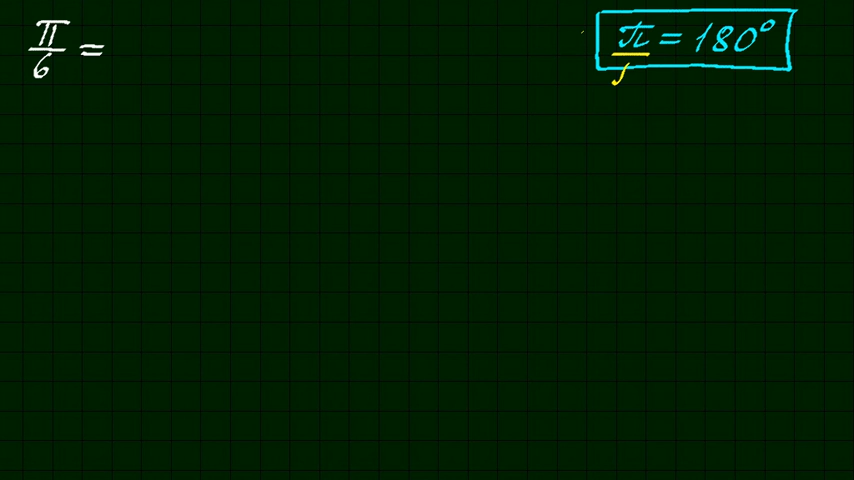 π/6 =
π = 180°